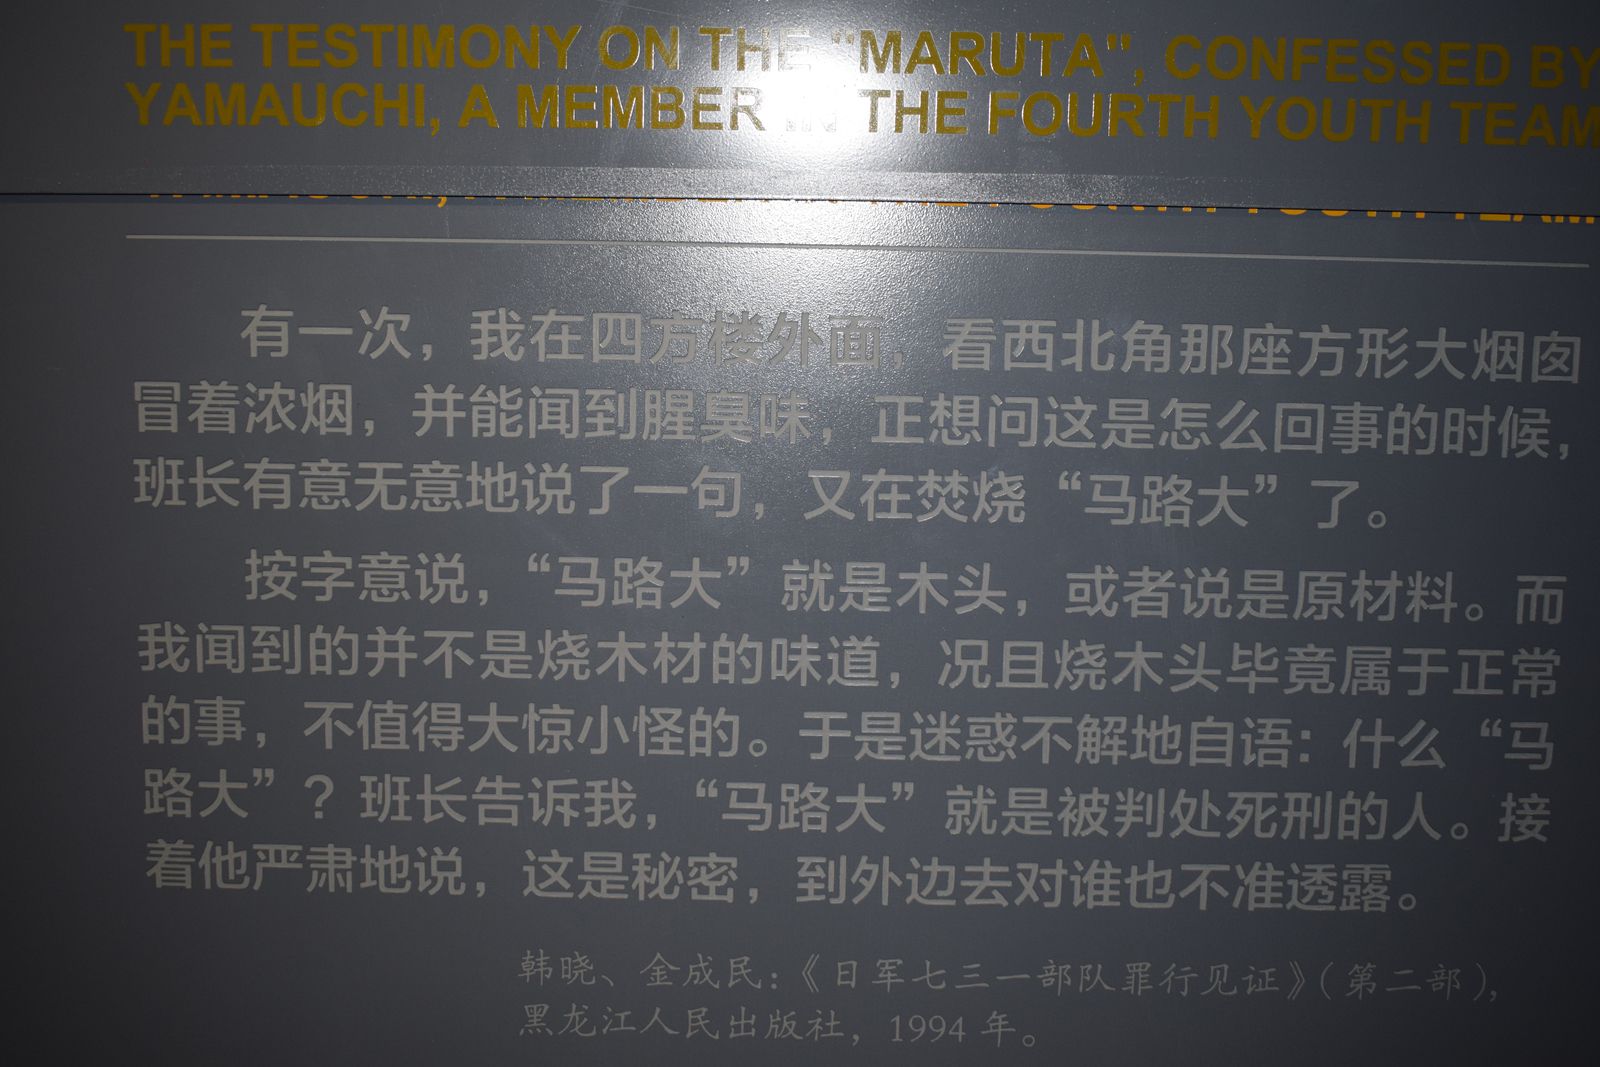 THE TESTIMONY ON THE "MARUTA", CONFESSED BY
YAMAUCHI, A MEMBER IN THE FOURTH YOUTH TEAM
有一次，我在四方楼外面，看西北角那座方形大烟囱
冒着浓烟，并能闻到腥臭味，正想问这是怎么回事的时候，
班长有意无意地说了一句，又在焚烧“马路大”了。
按字意说，“马路大”就是木头，或者说是原材料。而
我闻到的并不是烧木材的味道，况且烧木头毕竟属于正常
的事，不值得大惊小怪的。于是迷惑不解地自语：什么“马
路大”？班长告诉我，“马路大”就是被判处死刑的人。接
着他严肃地说，这是秘密，到外边去对谁也不准透露。
韩晓、金成民：《日军七三一部队罪行见证》（第二部），
黑龙江人民出版社，1994 年。